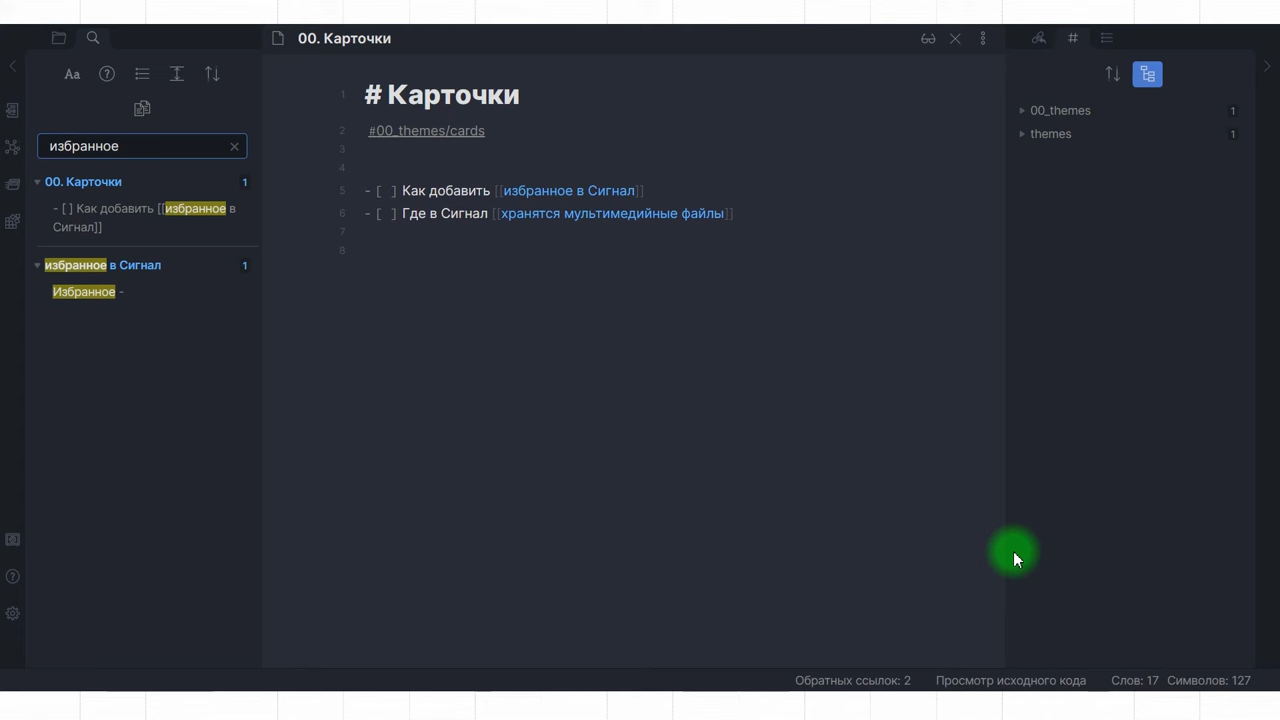 00. Карточки
Aa
избранное
00. Карточки 1
- [ ] Как добавить [[избранное в
Сигнал]]
избранное в Сигнал 1
Избранное -
1 # Карточки
2 #00_themes/cards
3
4
5 - [ ] Как добавить [[избранное в Сигнал]]
6 - [ ] Где в Сигнал [[хранятся мультимедийные файлы]]
7
8
00_themes 1
themes 1
Обратных ссылок: 2 Просмотр исходного кода Слов: 17 Символов: 127